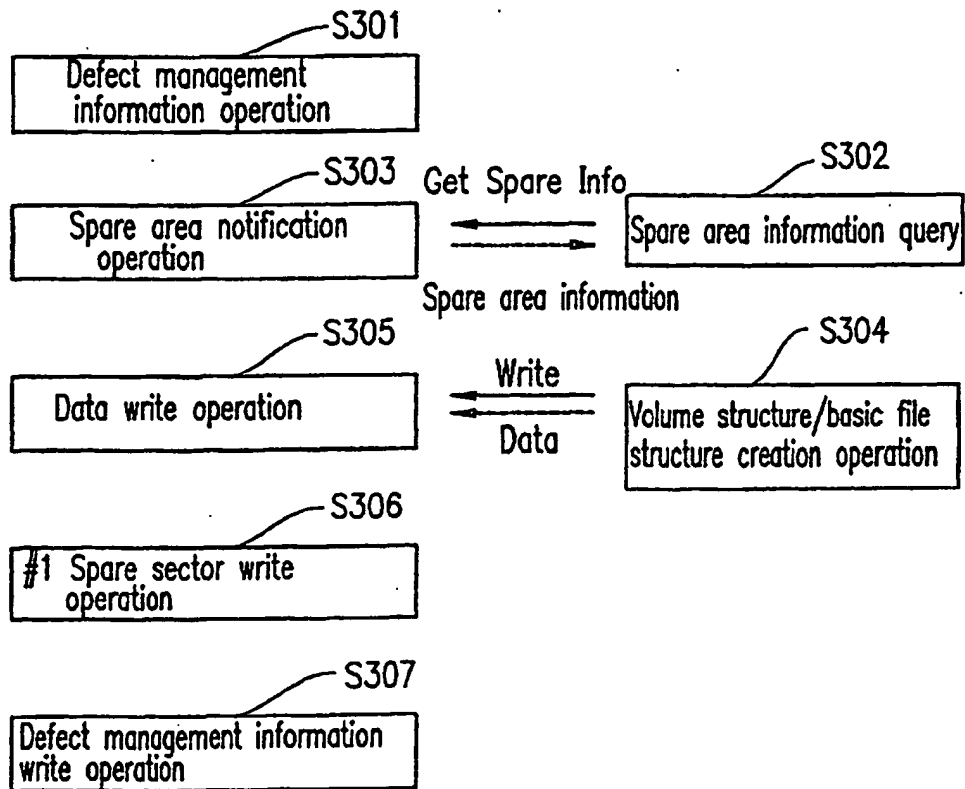 S301
Defect management
information operation
S303
Spare area notification
operation
Get Spare Info
Spare area information
S302
Spare area information query
S305
Data write operation
Write
Data
S304
Volume structure/basic file
structure creation operation
S306
#1 Spare sector write
operation
S307
Defect management information
write operation